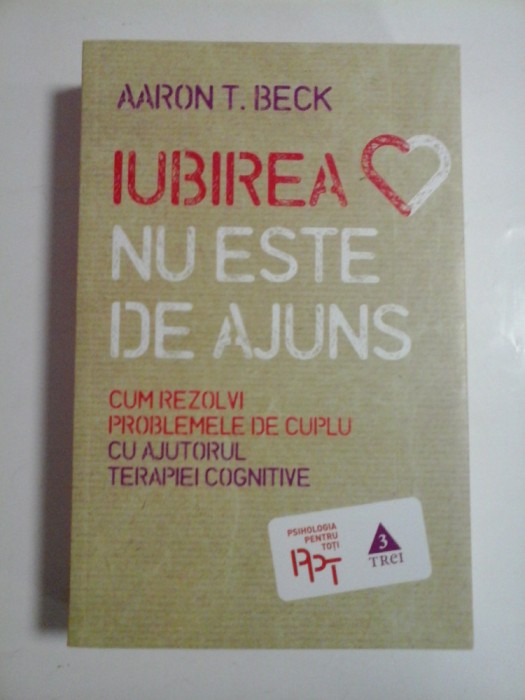 AARON T. BECK
IUBIREA
NU ESTE
DE AJUNS
CUM REZOLVI
PROBLEMELE DE CUPLU
CU AJUTORUL
TERAPIEI COGNITIVE
PSIHOLOGIA
PENTRU
TOȚI
PPT
3
TREI